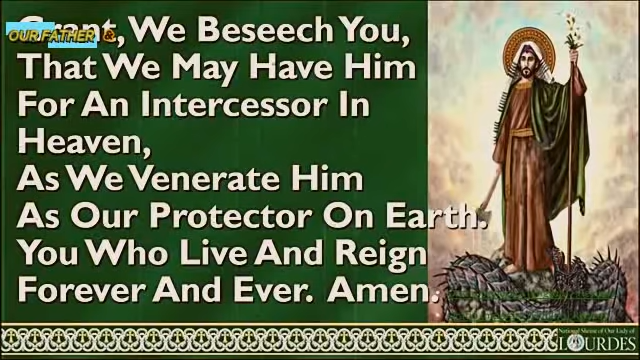 Grant, We Beseech You,
OUR FATHER &
That We May Have Him
For An Intercessor In
Heaven,
As We Venerate Him
As Our Protector On Earth.
You Who Live And Reign
Forever And Ever. Amen.
National Shrine of Our Lady of
LOURDES